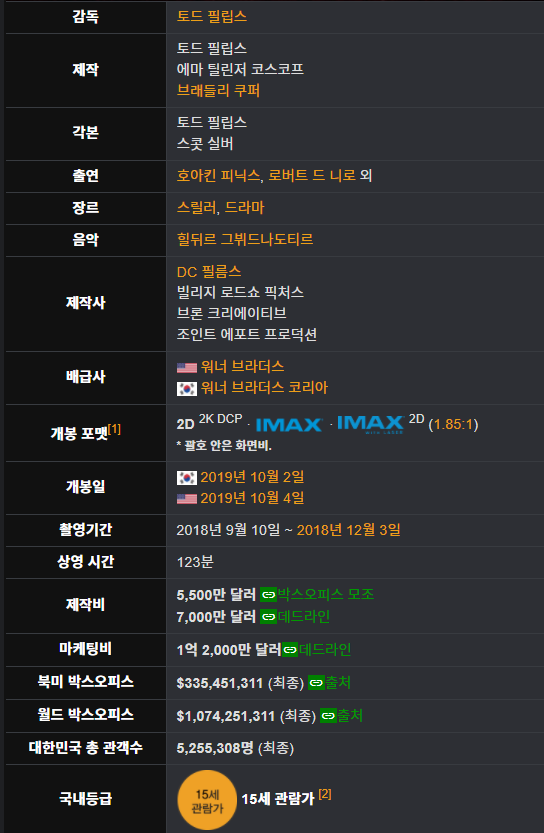 감독 토드 필립스
제작 토드 필립스
에마 틸린저 코스코프
브래들리 쿠퍼
각본 토드 필립스
스콧 실버
출연 호아킨 피닉스, 로버트 드 니로 외
장르 스릴러, 드라마
음악 힐뒤르 그뷔드나도티르
제작사 DC 필름스
빌리지 로드쇼 픽처스
브론 크리에이티브
조인트 에포트 프로덕션
배급사 워너 브라더스
워너 브라더스 코리아
개봉 포맷[1] 2D 2K DCP · IMAX · IMAX WITH LASER 2D (1.85:1)
* 괄호 안은 화면비.
개봉일 2019년 10월 2일
2019년 10월 4일
촬영기간 2018년 9월 10일 ~ 2018년 12월 3일
상영 시간 123분
제작비 5,500만 달러 박스오피스 모조
7,000만 달러 데드라인
마케팅비 1억 2,000만 달러 데드라인
북미 박스오피스 $335,451,311 (최종) 출처
월드 박스오피스 $1,074,251,311 (최종) 출처
대한민국 총 관객수 5,255,308명 (최종)
국내등급 15세 관람가 15세 관람가 [2]